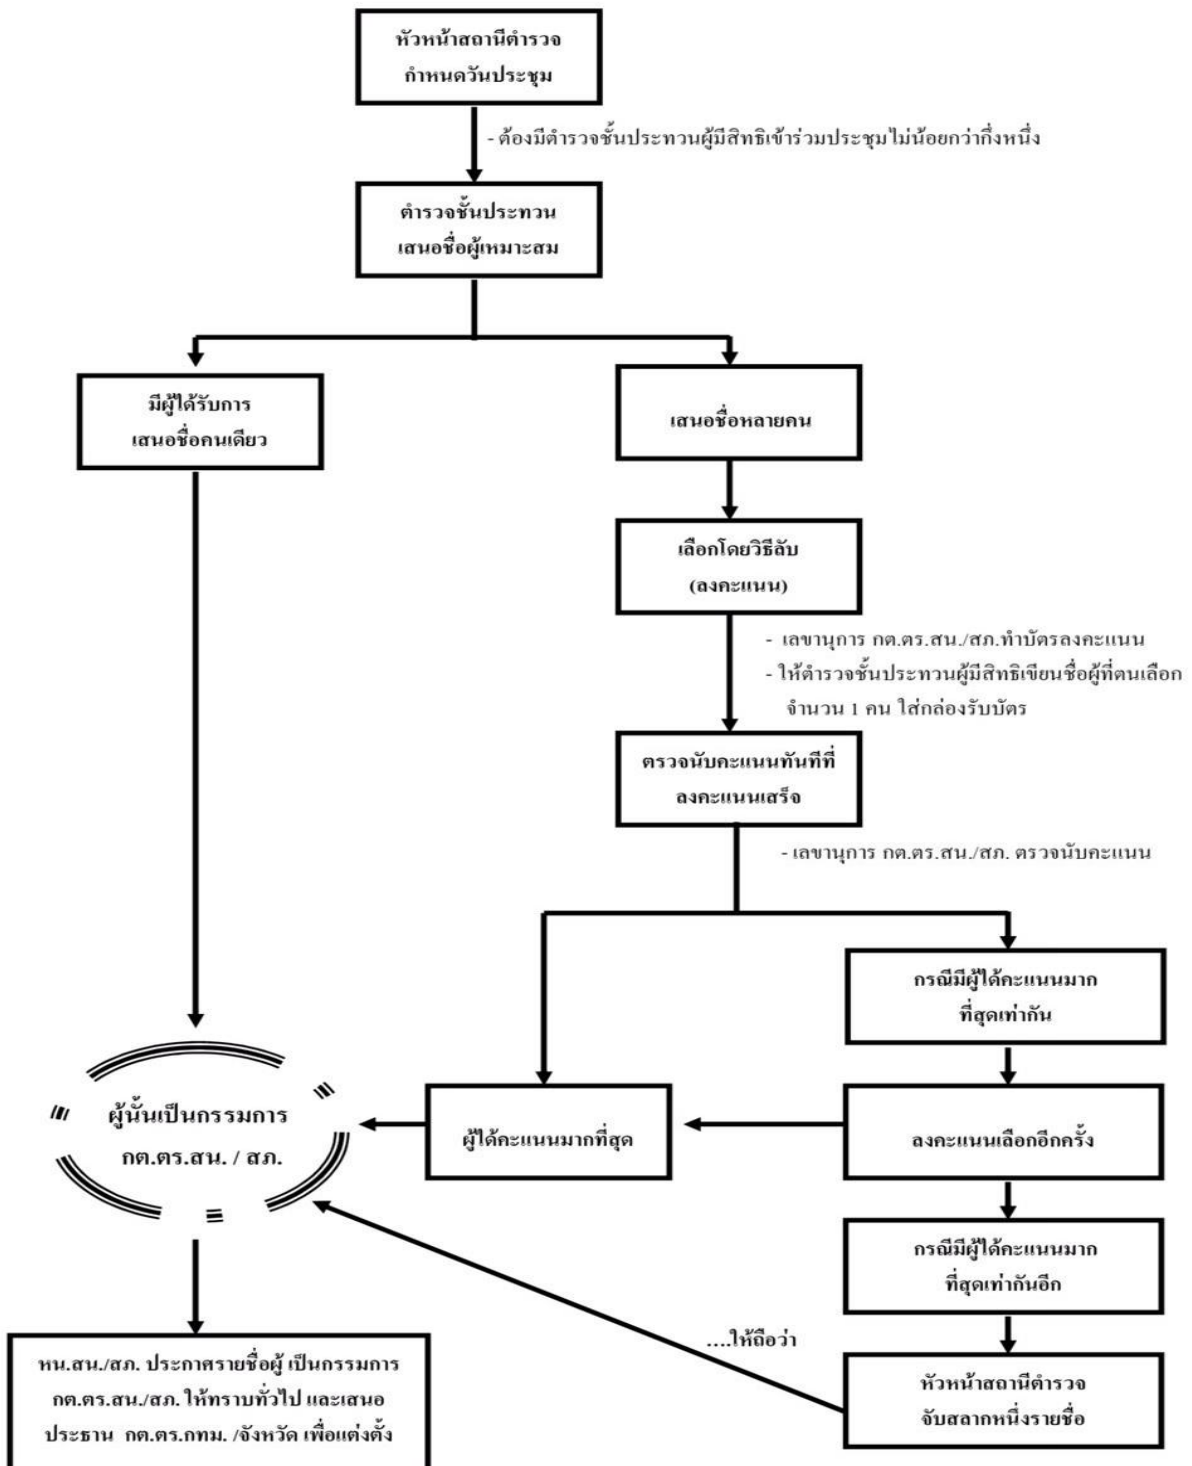 หัวหน้าสถานีตำรวจ
กำหนดวันประชุม
- ต้องมีตำรวจชั้นประทวนผู้มีสิทธิเข้าร่วมประชุมไม่น้อยกว่ากึ่งหนึ่ง
ตำรวจชั้นประทวน
เสนอชื่อผู้เหมาะสม
มีผู้ได้รับการ
เสนอชื่อคนเดียว
เสนอชื่อหลายคน
เลือกโดยวิธีลับ
(ลงคะแนน)
- เลขานุการ กต.ตร.สน./สภ.ทำบัตรลงคะแนน
- ให้ตำรวจชั้นประทวนผู้มีสิทธิเขียนชื่อผู้ที่ตนเลือก
จำนวน 1 คน ใส่กล่องรับบัตร
ตรวจนับคะแนนทันทีที่
ลงคะแนนเสร็จ
- เลขานุการ กต.ตร.สน./สภ. ตรวจนับคะแนน
กรณีมีผู้ได้คะแนนมาก
ที่สุดเท่ากัน
ผู้นั้นเป็นกรรมการ
กต.ตร.สน. / สภ.
ผู้ได้คะแนนมากที่สุด
ลงคะแนนเลือกอีกครั้ง
กรณีมีผู้ได้คะแนนมาก
ที่สุดเท่ากันอีก
….ให้ถือว่า
หัวหน้าสถานีตำรวจ
จับสลากหนึ่งรายชื่อ
หน.สน./สภ. ประกาศรายชื่อผู้ เป็นกรรมการ
กต.ตร.สน./สภ. ให้ทราบทั่วไป และเสนอ
ประธาน กต.ตร.กทม. /จังหวัด เพื่อแต่งตั้ง